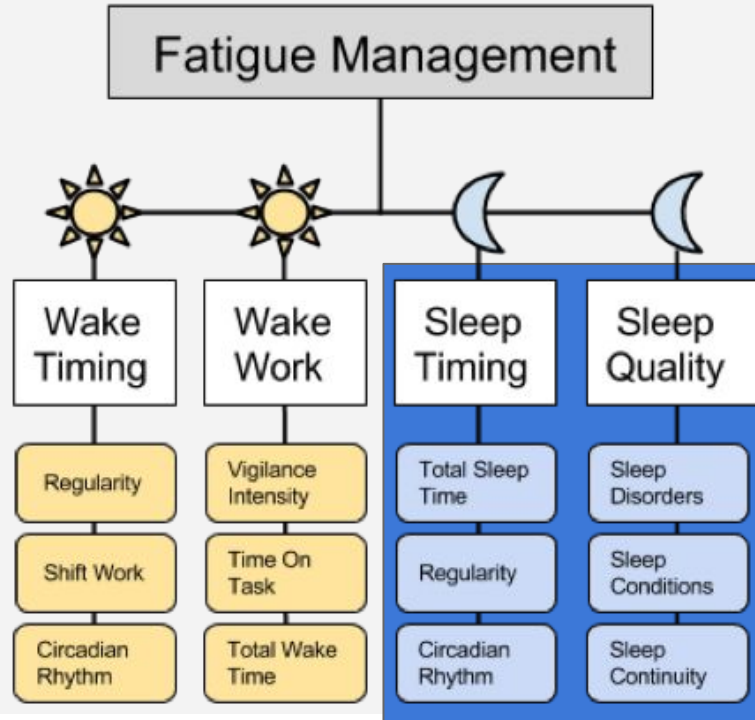 Fatigue Management
Wake
Timing
Wake
Work
Sleep
Timing
Sleep
Quality
Regularity
Shift Work
Circadian
Rhythm
Vigilance
Intensity
Time On
Task
Total Wake
Time
Total Sleep
Time
Regularity
Circadian
Rhythm
Sleep
Disorders
Sleep
Conditions
Sleep
Continuity